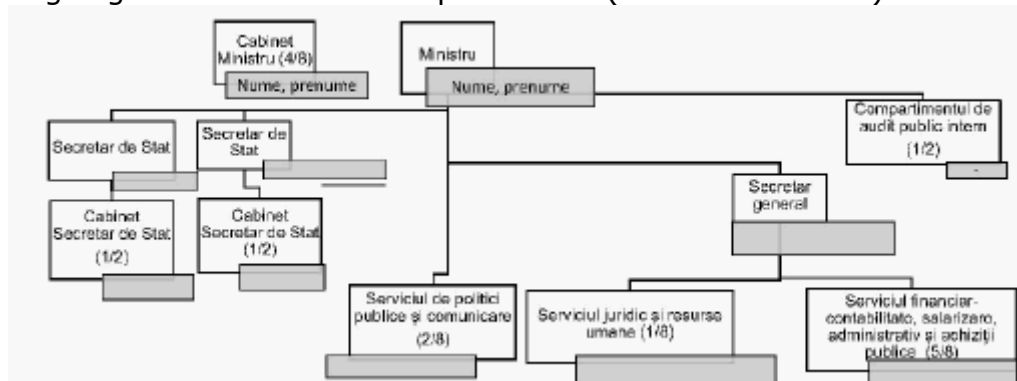 Cabinet
Ministru (4/8)
Nume, prenume
Ministru
Nume, prenume
Compartimentul de
audit public intern
(1/2)
-
Secretar de Stat
Secretar de
Stat
Secretar
general
Cabinet
Secretar de Stat
(1/2)
Cabinet
Secretar de Stat
(1/2)
Serviciul de politici
publice și comunicare
(2/8)
Serviciul juridic și resurse
umane (1/8)
Serviciul financiar-
contabilitate, salarizare,
administrativ și achiziții
publice (5/8)